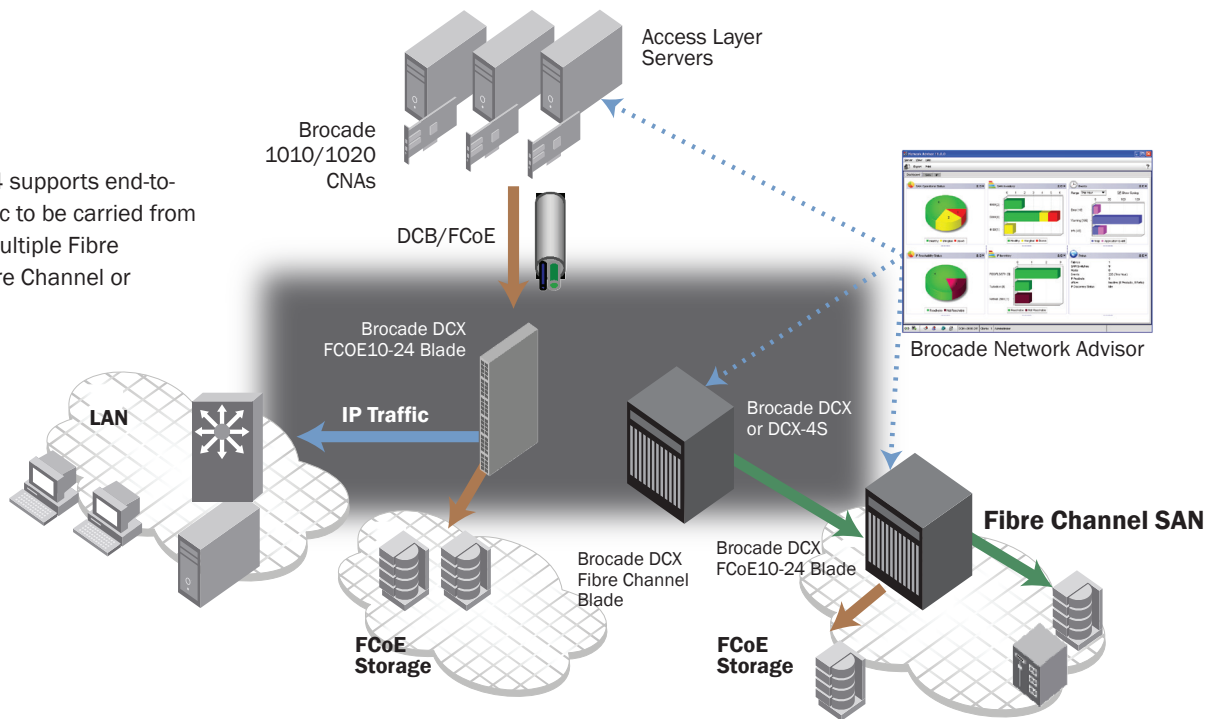 Access Layer
Servers
Brocade
1010/1020
CNAs
4 supports end-to-
c to be carried from
ultiple Fibre
re Channel or
DCB/FCoE
Brocade Network Advisor
Brocade DCX
FCOE10-24 Blade
LAN
IP Traffic
Brocade DCX
or DCX-4S
Fibre Channel SAN
Brocade DCX
Fibre Channel
Blade
Brocade DCX
FCoE10-24 Blade
FCoE
Storage
FCoE
Storage